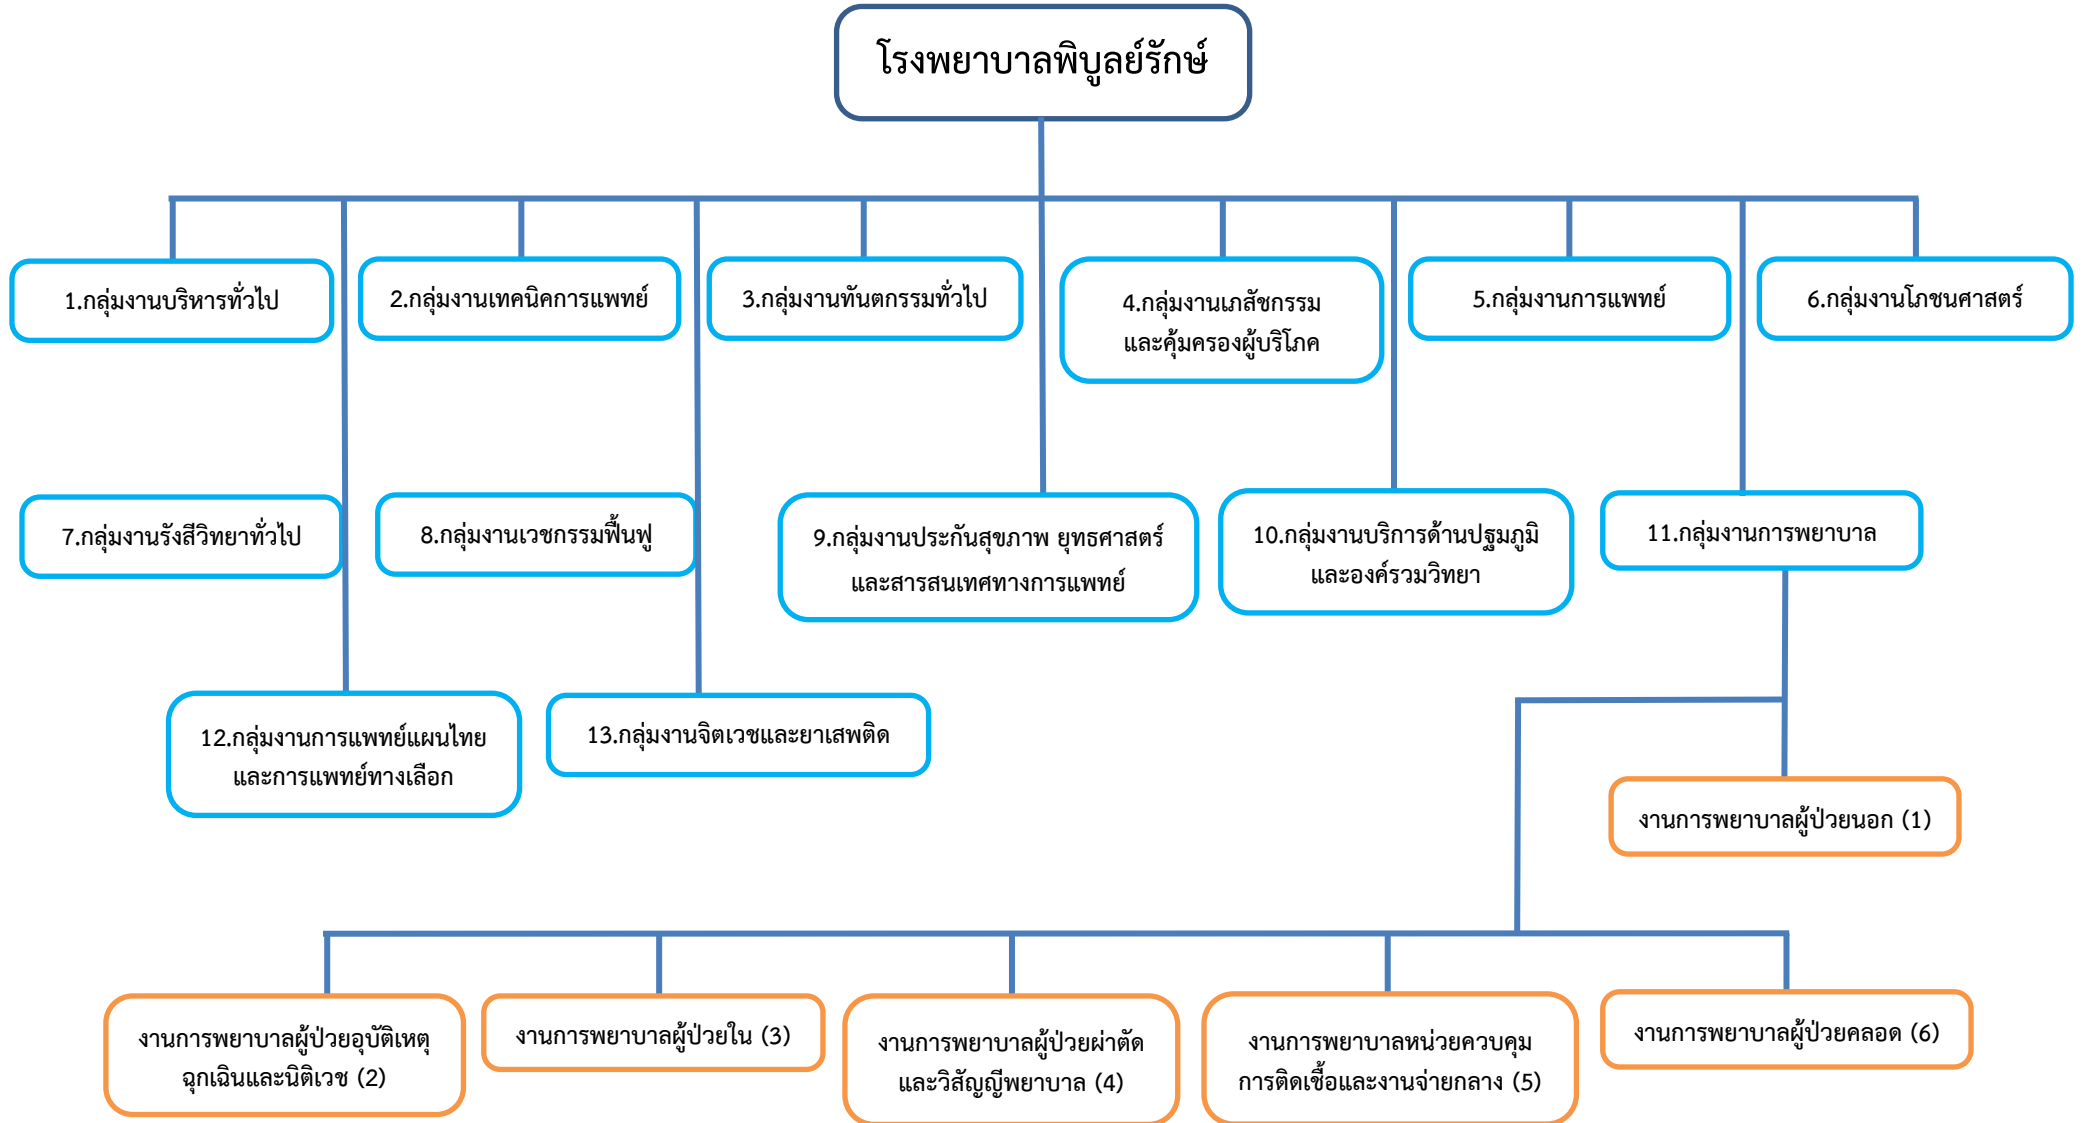 โรงพยาบาลพิบูลย์รักษ์
1.กลุ่มงานบริหารทั่วไป
2.กลุ่มงานเทคนิคการแพทย์
3.กลุ่มงานทันตกรรมทั่วไป
4.กลุ่มงานเภสัชกรรม
และคุ้มครองผู้บริโภค
5.กลุ่มงานการแพทย์
6.กลุ่มงานโภชนศาสตร์
7.กลุ่มงานรังสีวิทยาทั่วไป
8.กลุ่มงานเวชกรรมฟื้นฟู
9.กลุ่มงานประกันสุขภาพ ยุทธศาสตร์
และสารสนเทศทางการแพทย์
10.กลุ่มงานบริการด้านปฐมภูมิ
และองค์รวมวิทยา
11.กลุ่มงานการพยาบาล
12.กลุ่มงานการแพทย์แผนไทย
และการแพทย์ทางเลือก
13.กลุ่มงานจิตเวชและยาเสพติด
งานการพยาบาลผู้ป่วยนอก (1)
งานการพยาบาลผู้ป่วยอุบัติเหตุ
ฉุกเฉินและนิติเวช (2)
งานการพยาบาลผู้ป่วยใน (3)
งานการพยาบาลผู้ป่วยผ่าตัด
และวิสัญญีพยาบาล (4)
งานการพยาบาลหน่วยควบคุม
การติดเชื้อและงานจ่ายกลาง (5)
งานการพยาบาลผู้ป่วยคลอด (6)